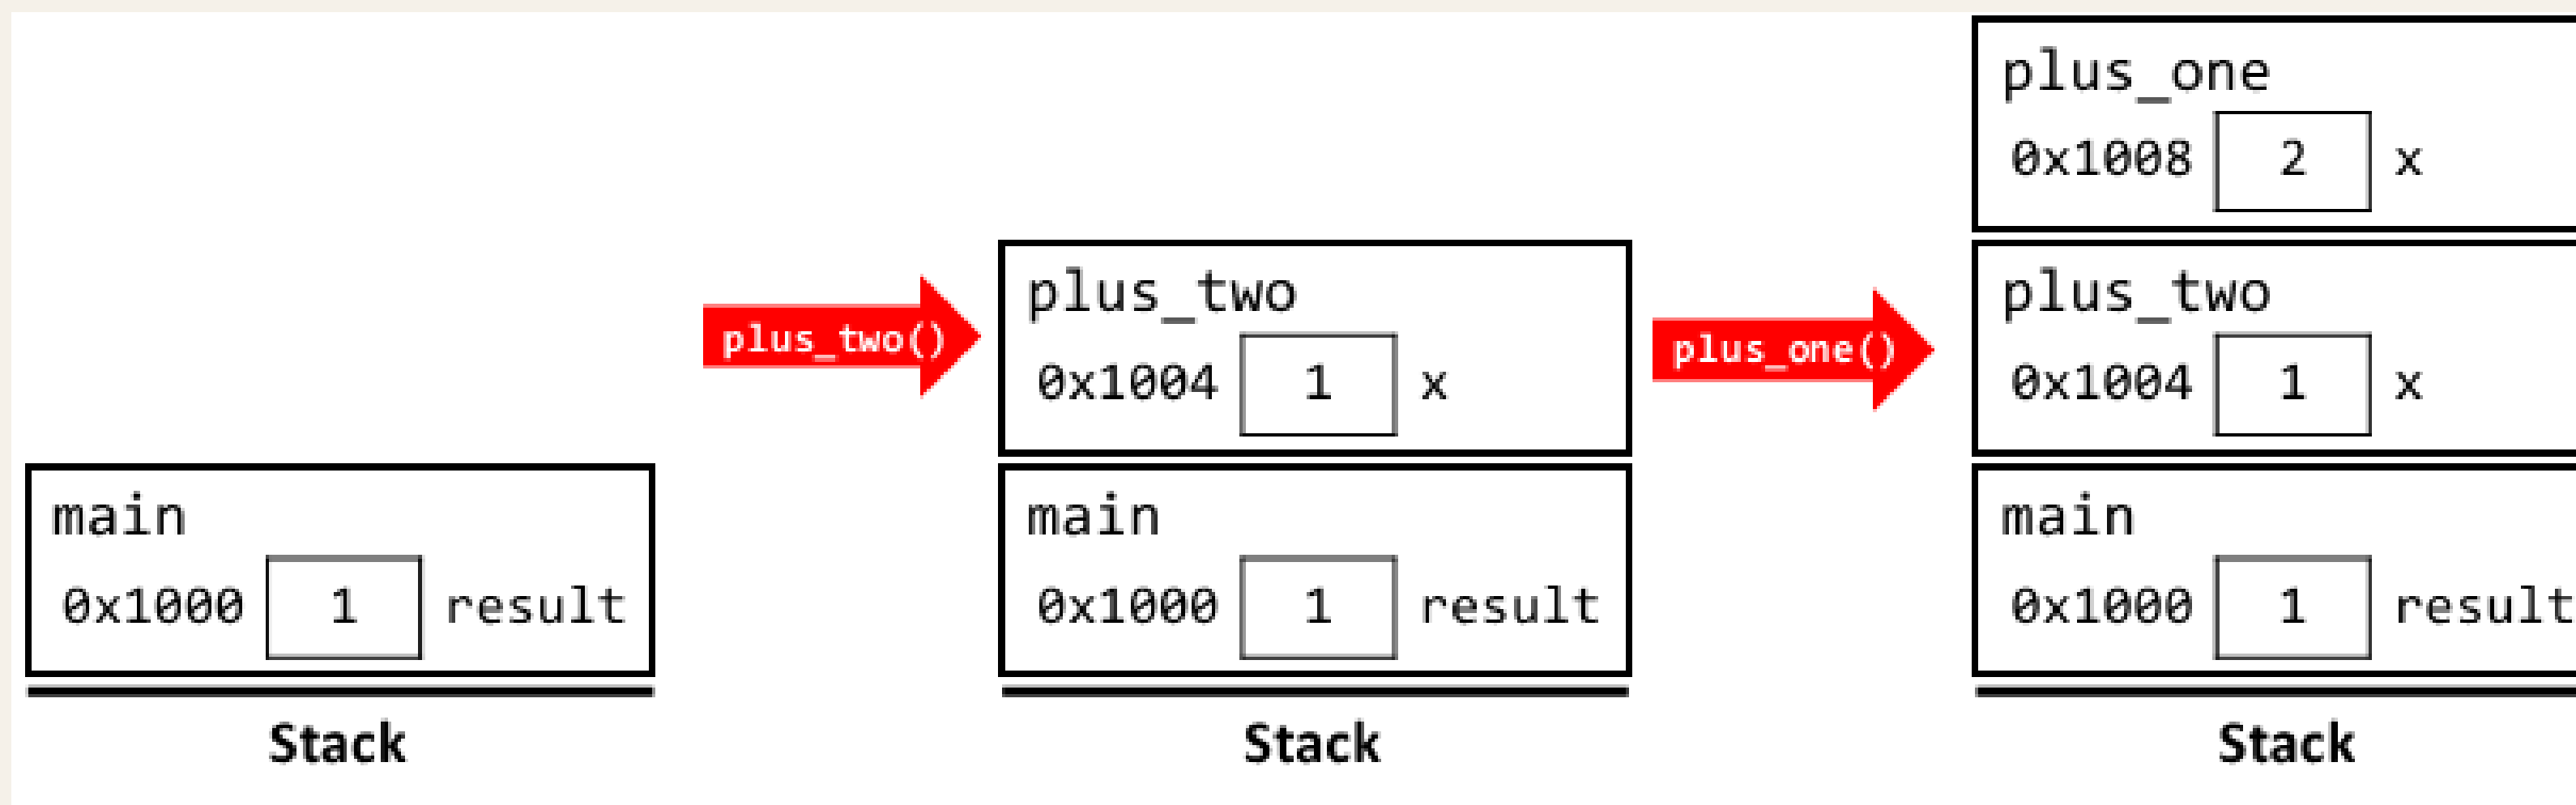 main
0x1000 1 result
Stack
plus_two()
plus_two
0x1004 1 x
main
0x1000 1 result
Stack
plus_one()
plus_one
0x1008 2 x
plus_two
0x1004 1 x
main
0x1000 1 result
Stack